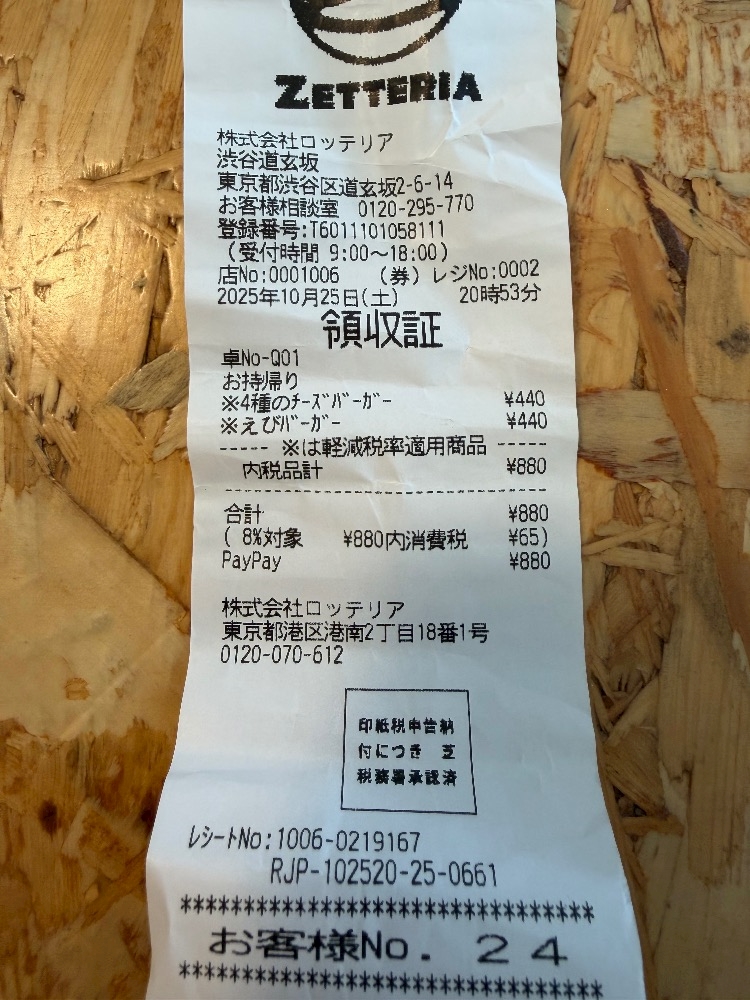 ZETTERIA
株式会社ロッテリア
渋谷道玄坂
東京都渋谷区道玄坂2-6-14
お客様相談室 0120-295-770
登録番号:T6011101058111
(受付時間 9:00～18:00)
店No:0001006 (券) レジNo:0002
2025年10月25日(土) 20時53分
領収証
卓No-Q01
お持帰り
※4種のﾁｰｽﾞﾊﾞｰｶﾞｰ ¥440
※えびﾊﾞｰｶﾞｰ ¥440
----- ※は軽減税率適用商品 -----
内税品計 ¥880
合計 ¥880
( 8%対象 ¥880内消費税 ¥65)
PayPay ¥880
株式会社ロッテリア
東京都港区港南2丁目18番1号
0120-070-612
印紙税申告納
付につき 芝
税務署承認済
ﾚｼｰﾄNo:1006-0219167
RJP-102520-25-0661
*********************************
お客様No. 24
*********************************